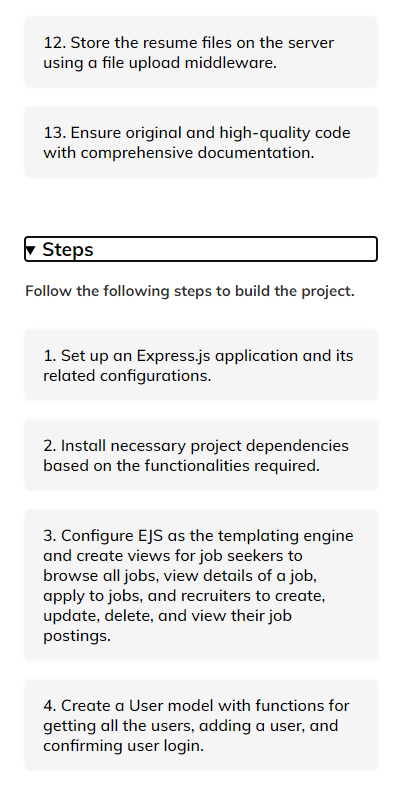 12. Store the resume files on the server
using a file upload middleware.
13. Ensure original and high-quality code
with comprehensive documentation.
Steps
Follow the following steps to build the project.
1. Set up an Express.js application and its
related configurations.
2. Install necessary project dependencies
based on the functionalities required.
3. Configure EJS as the templating engine
and create views for job seekers to
browse all jobs, view details of a job,
apply to jobs, and recruiters to create,
update, delete, and view their job
postings.
4. Create a User model with functions for
getting all the users, adding a user, and
confirming user login.